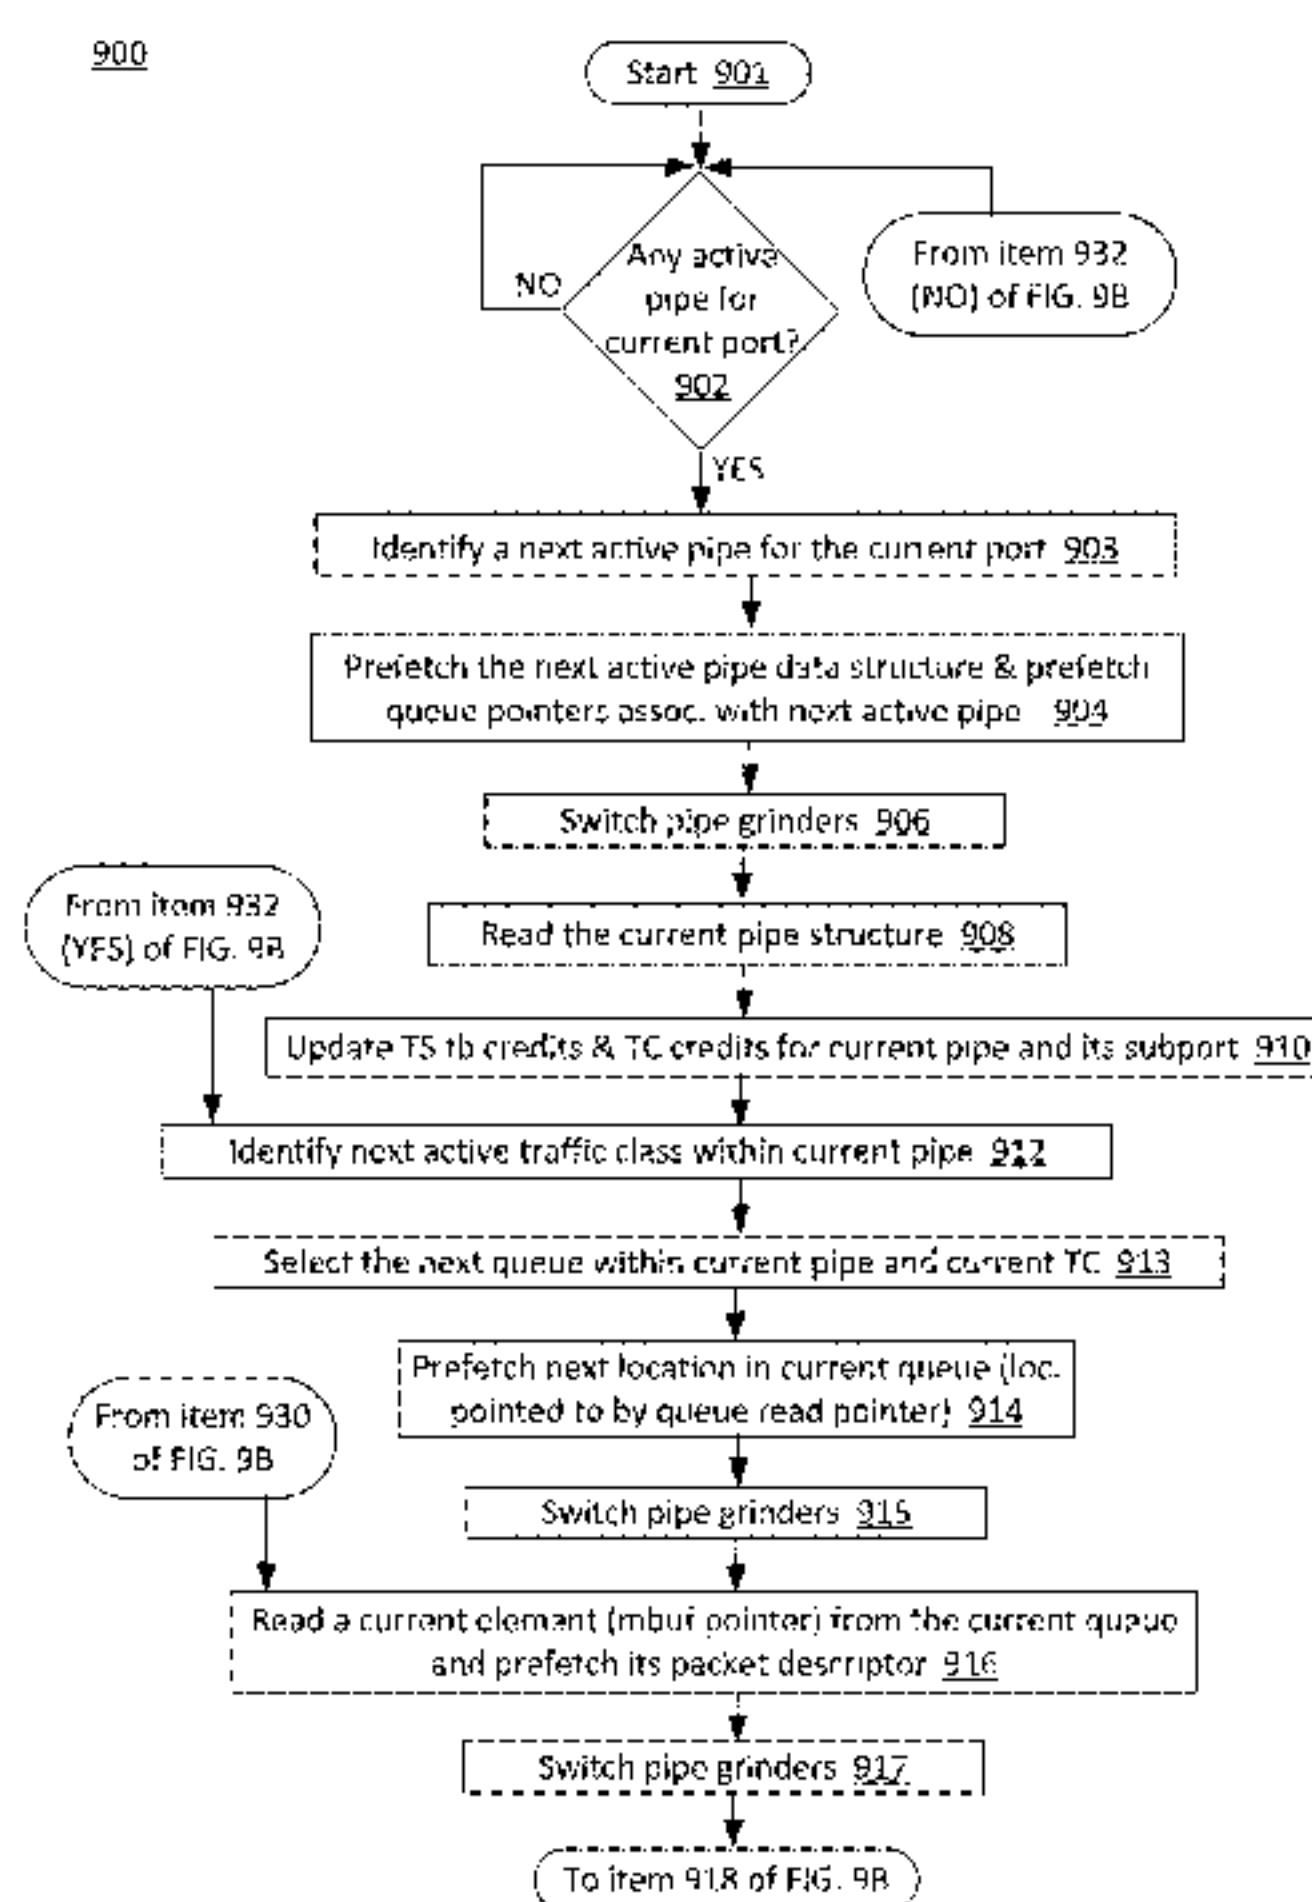 900
Start 901
Any active
pipe for
current port?
902
NO
From item 932
(NO) of FIG. 9B
YES
Identify a next active pipe for the current port 903
Prefetch the next active pipe data structure & prefetch
queue pointers assoc. with next active pipe 904
Switch pipe grinders 906
From item 932
(YES) of FIG. 9B
Read the current pipe structure 908
Update TS tb credits & TC credits for current pipe and its subport 910
Identify next active traffic class within current pipe 912
Select the next queue within current pipe and current TC 913
Prefetch next location in current queue (loc.
pointed to by queue read pointer) 914
From item 930
of FIG. 9B
Switch pipe grinders 915
Read a current elemant (mbuf pointer) from the current queue
and prefetch its packet descriptor 916
Switch pipe grinders 917
To item 918 of FIG. 9B